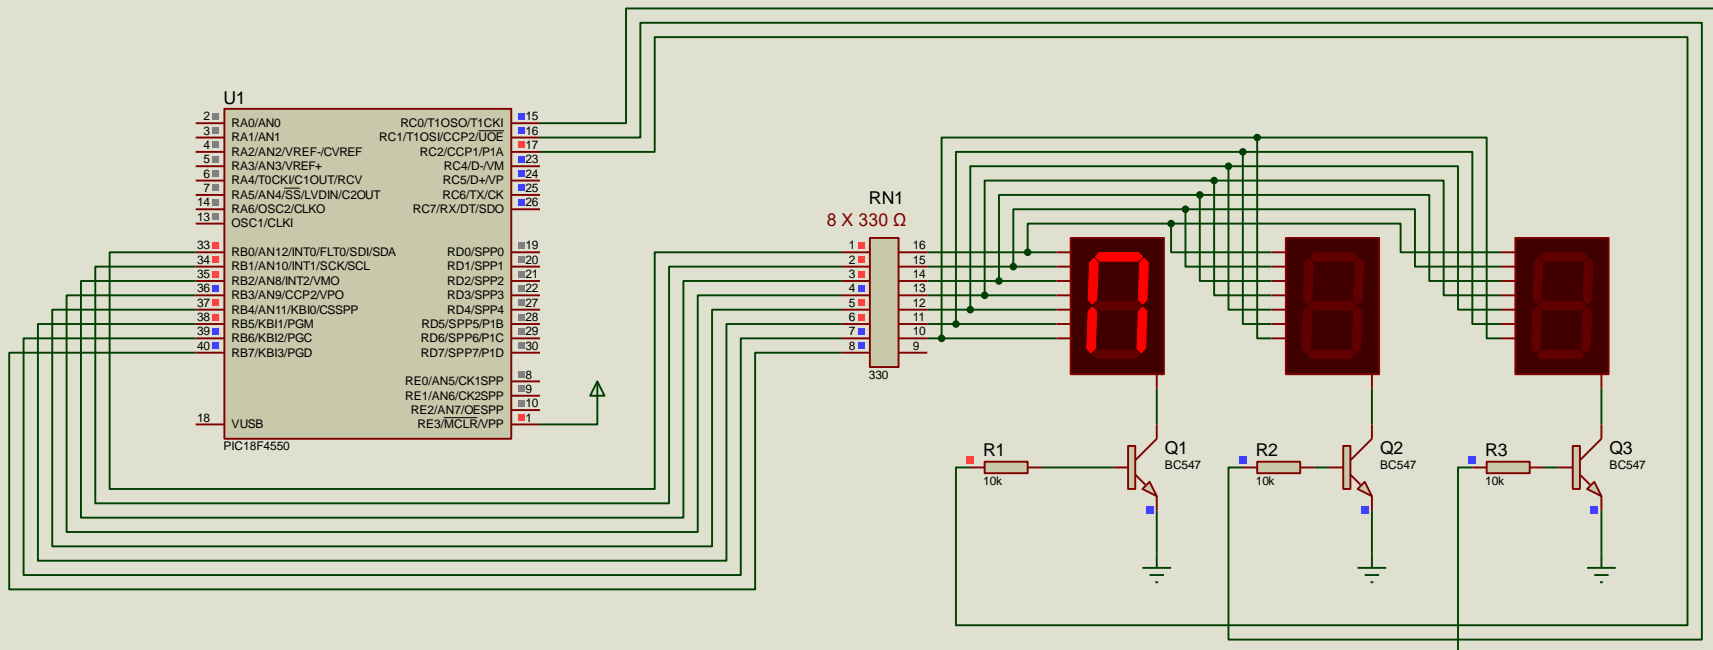 U1
2 RA0/AN0 RC0/T1OSO/T1CKI 15
3 RA1/AN1 RC1/T1OSI/CCP2/UOE 16
4 RA2/AN2/VREF-/CVREF RC2/CCP1/P1A 17
5 RA3/AN3/VREF+ RC4/D-/VM 23
6 RA4/T0CKI/C1OUT/RCV RC5/D+/VP 24
7 RA5/AN4/SS/LVDIN/C2OUT RC6/TX/CK 25
14 RA6/OSC2/CLKO RC7/RX/DT/SDO 26
13 OSC1/CLKI
33 RB0/AN12/INT0/FLT0/SDI/SDA RD0/SPP0 19
34 RB1/AN10/INT1/SCK/SCL RD1/SPP1 20
35 RB2/AN8/INT2/VMO RD2/SPP2 21
36 RB3/AN9/CCP2/VPO RD3/SPP3 22
37 RB4/AN11/KBI0/CSSPP RD4/SPP4 27
38 RB5/KBI1/PGM RD5/SPP5/P1B 28
39 RB6/KBI2/PGC RD6/SPP6/P1C 29
40 RB7/KBI3/PGD RD7/SPP7/P1D 30
RE0/AN5/CK1SPP 8
RE1/AN6/CK2SPP 9
RE2/AN7/OESPP 10
18 VUSB RE3/MCLR/VPP 1
PIC18F4550
RN1
8 X 330 Ω
1 16
2 15
3 14
4 13
5 12
6 11
7 10
8 9
330
R1
10k
Q1
BC547
R2
10k
Q2
BC547
R3
10k
Q3
BC547